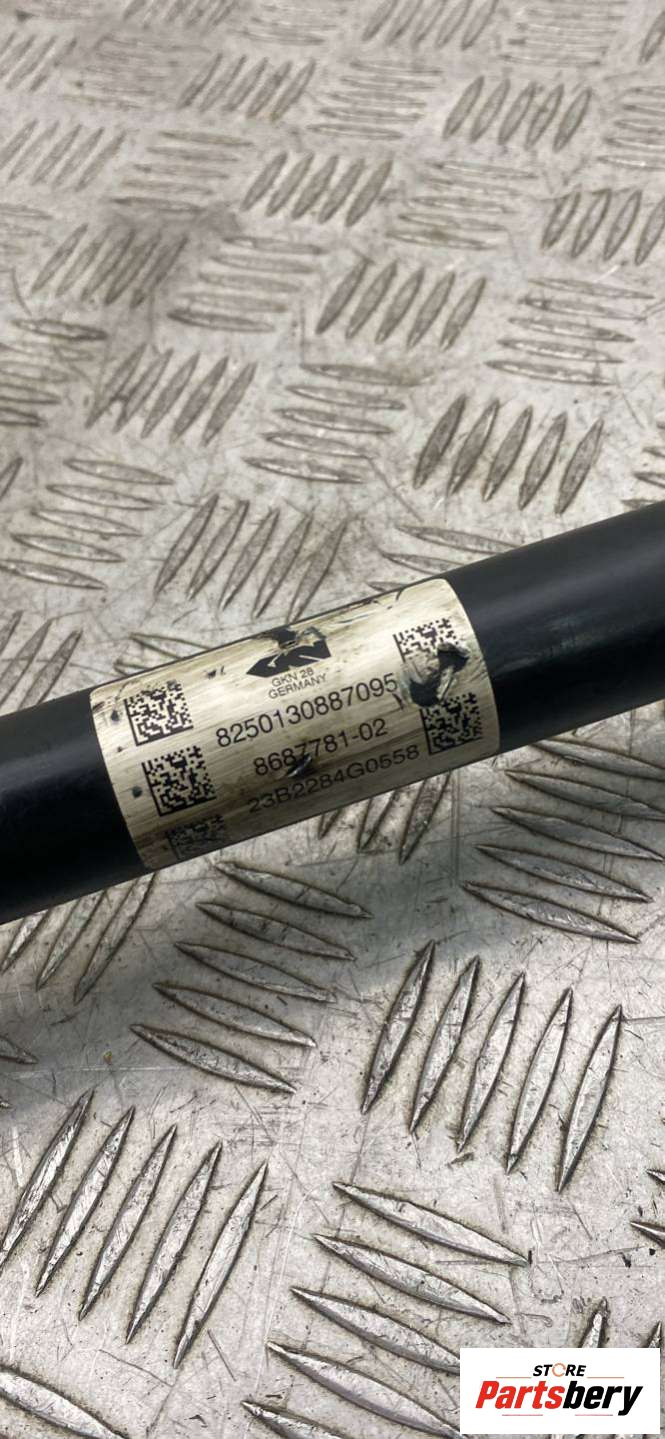 GKN 28
GERMANY
8250130887095
8687781-02
23B2284G0558
STORE
Partsbery